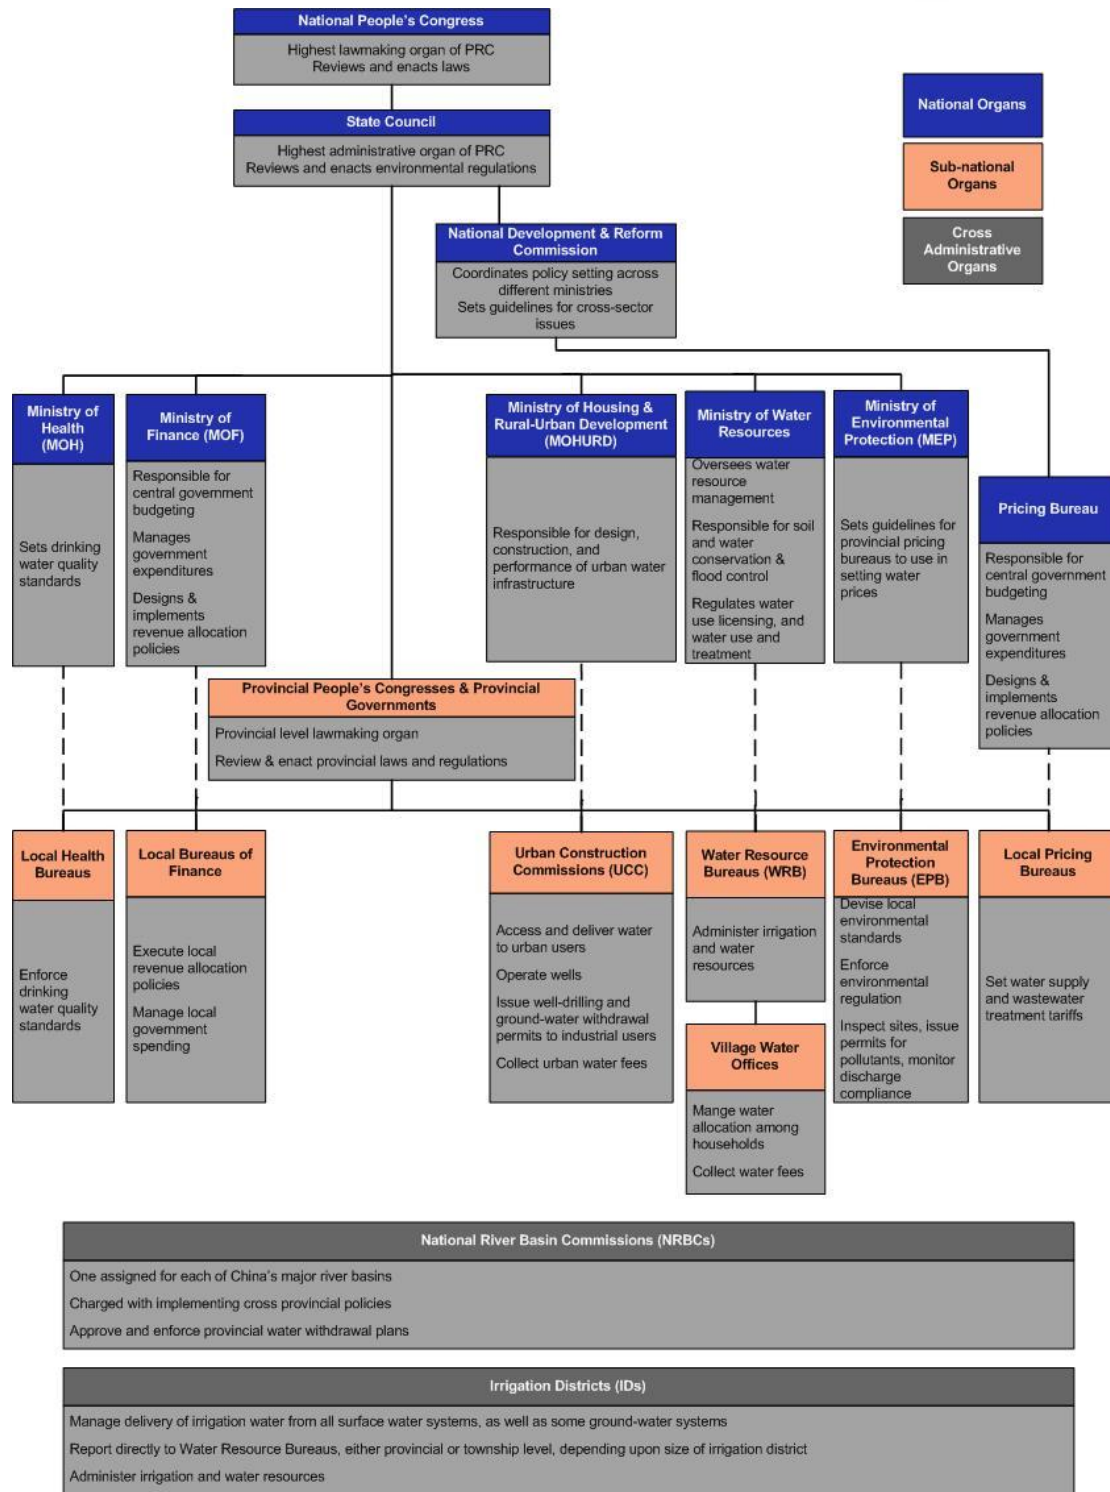 National People's Congress
Highest lawmaking organ of PRC
Reviews and enacts laws
State Council
Highest administrative organ of PRC
Reviews and enacts environmental regulations
National Organs
Sub-national
Organs
Cross
Administrative
Organs
National Development & Reform
Commission
Coordinates policy setting across
different ministries
Sets guidelines for cross-sector
issues
Ministry of
Health
(MOH)
Sets drinking
water quality
standards
Ministry of
Finance (MOF)
Responsible for
central government
budgeting
Manages
government
expenditures
Designs &
implements
revenue allocation
policies
Ministry of Housing &
Rural-Urban Development
(MOHURD)
Responsible for design,
construction, and
performance of urban water
infrastructure
Ministry of Water
Resources
Oversees water
resource
management
Responsible for soil
and water
conservation &
flood control
Regulates water
use licensing, and
water use and
treatment
Ministry of
Environmental
Protection (MEP)
Sets guidelines for
provincial pricing
bureaus to use in
setting water
prices
Pricing Bureau
Responsible for
central government
budgeting
Manages
government
expenditures
Designs &
implements
revenue allocation
policies
Provincial People's Congresses & Provincial
Governments
Provincial level lawmaking organ
Review & enact provincial laws and regulations
Local Health
Bureaus
Enforce
drinking
water quality
standards
Local Bureaus of
Finance
Execute local
revenue allocation
policies
Manage local
government
spending
Urban Construction
Commissions (UCC)
Access and deliver water
to urban users
Operate wells
Issue well-drilling and
ground-water withdrawal
permits to industrial users
Collect urban water fees
Water Resource
Bureaus (WRB)
Administer irrigation
and water
resources
Village Water
Offices
Mange water
allocation among
households
Collect water fees
Environmental
Protection
Bureaus (EPB)
Devise local
environmental
standards
Enforce
environmental
regulation
Inspect sites, issue
permits for
pollutants, monitor
discharge
compliance
Local Pricing
Bureaus
Set water supply
and wastewater
treatment tariffs
National River Basin Commissions (NRBCs)
One assigned for each of China's major river basins
Charged with implementing cross provincial policies
Approve and enforce provincial water withdrawal plans
Irrigation Districts (IDs)
Manage delivery of irrigation water from all surface water systems, as well as some ground-water systems
Report directly to Water Resource Bureaus, either provincial or township level, depending upon size of irrigation district
Administer irrigation and water resources